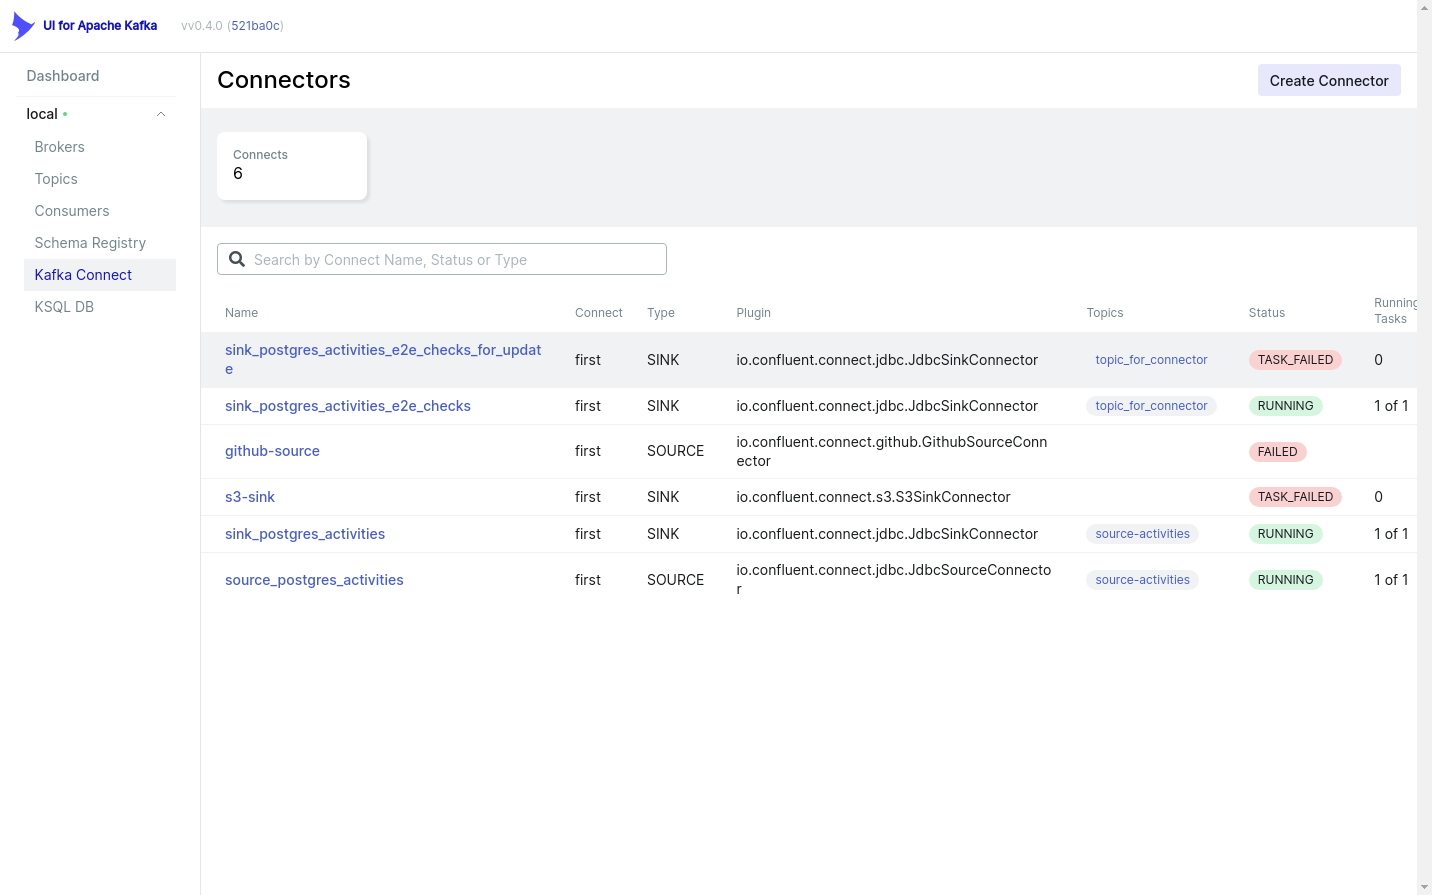 UI for Apache Kafka vv0.4.0 (521ba0c)
Dashboard
local
Brokers
Topics
Consumers
Schema Registry
Kafka Connect
KSQL DB
Connectors
Create Connector
Connects
6
Search by Connect Name, Status or Type
Name Connect Type Plugin Topics Status Running
Tasks
sink_postgres_activities_e2e_checks_for_updat
e first SINK io.confluent.connect.jdbc.JdbcSinkConnector topic_for_connector TASK_FAILED 0
sink_postgres_activities_e2e_checks first SINK io.confluent.connect.jdbc.JdbcSinkConnector topic_for_connector RUNNING 1 of 1
github-source first SOURCE io.confluent.connect.github.GithubSourceConn
ector FAILED
s3-sink first SINK io.confluent.connect.s3.S3SinkConnector TASK_FAILED 0
sink_postgres_activities first SINK io.confluent.connect.jdbc.JdbcSinkConnector source-activities RUNNING 1 of 1
source_postgres_activities first SOURCE io.confluent.connect.jdbc.JdbcSourceConnecto
r source-activities RUNNING 1 of 1